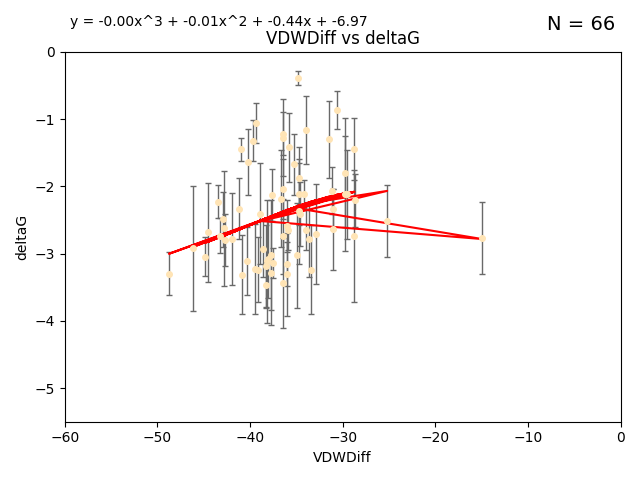 y = -0.00x^3 + -0.01x^2 + -0.44x + -6.97
N = 66
VDWDiff vs deltaG
0
−1
−2
−3
−4
−5
deltaG
−60 −50 −40 −30 −20 −10 0
VDWDiff